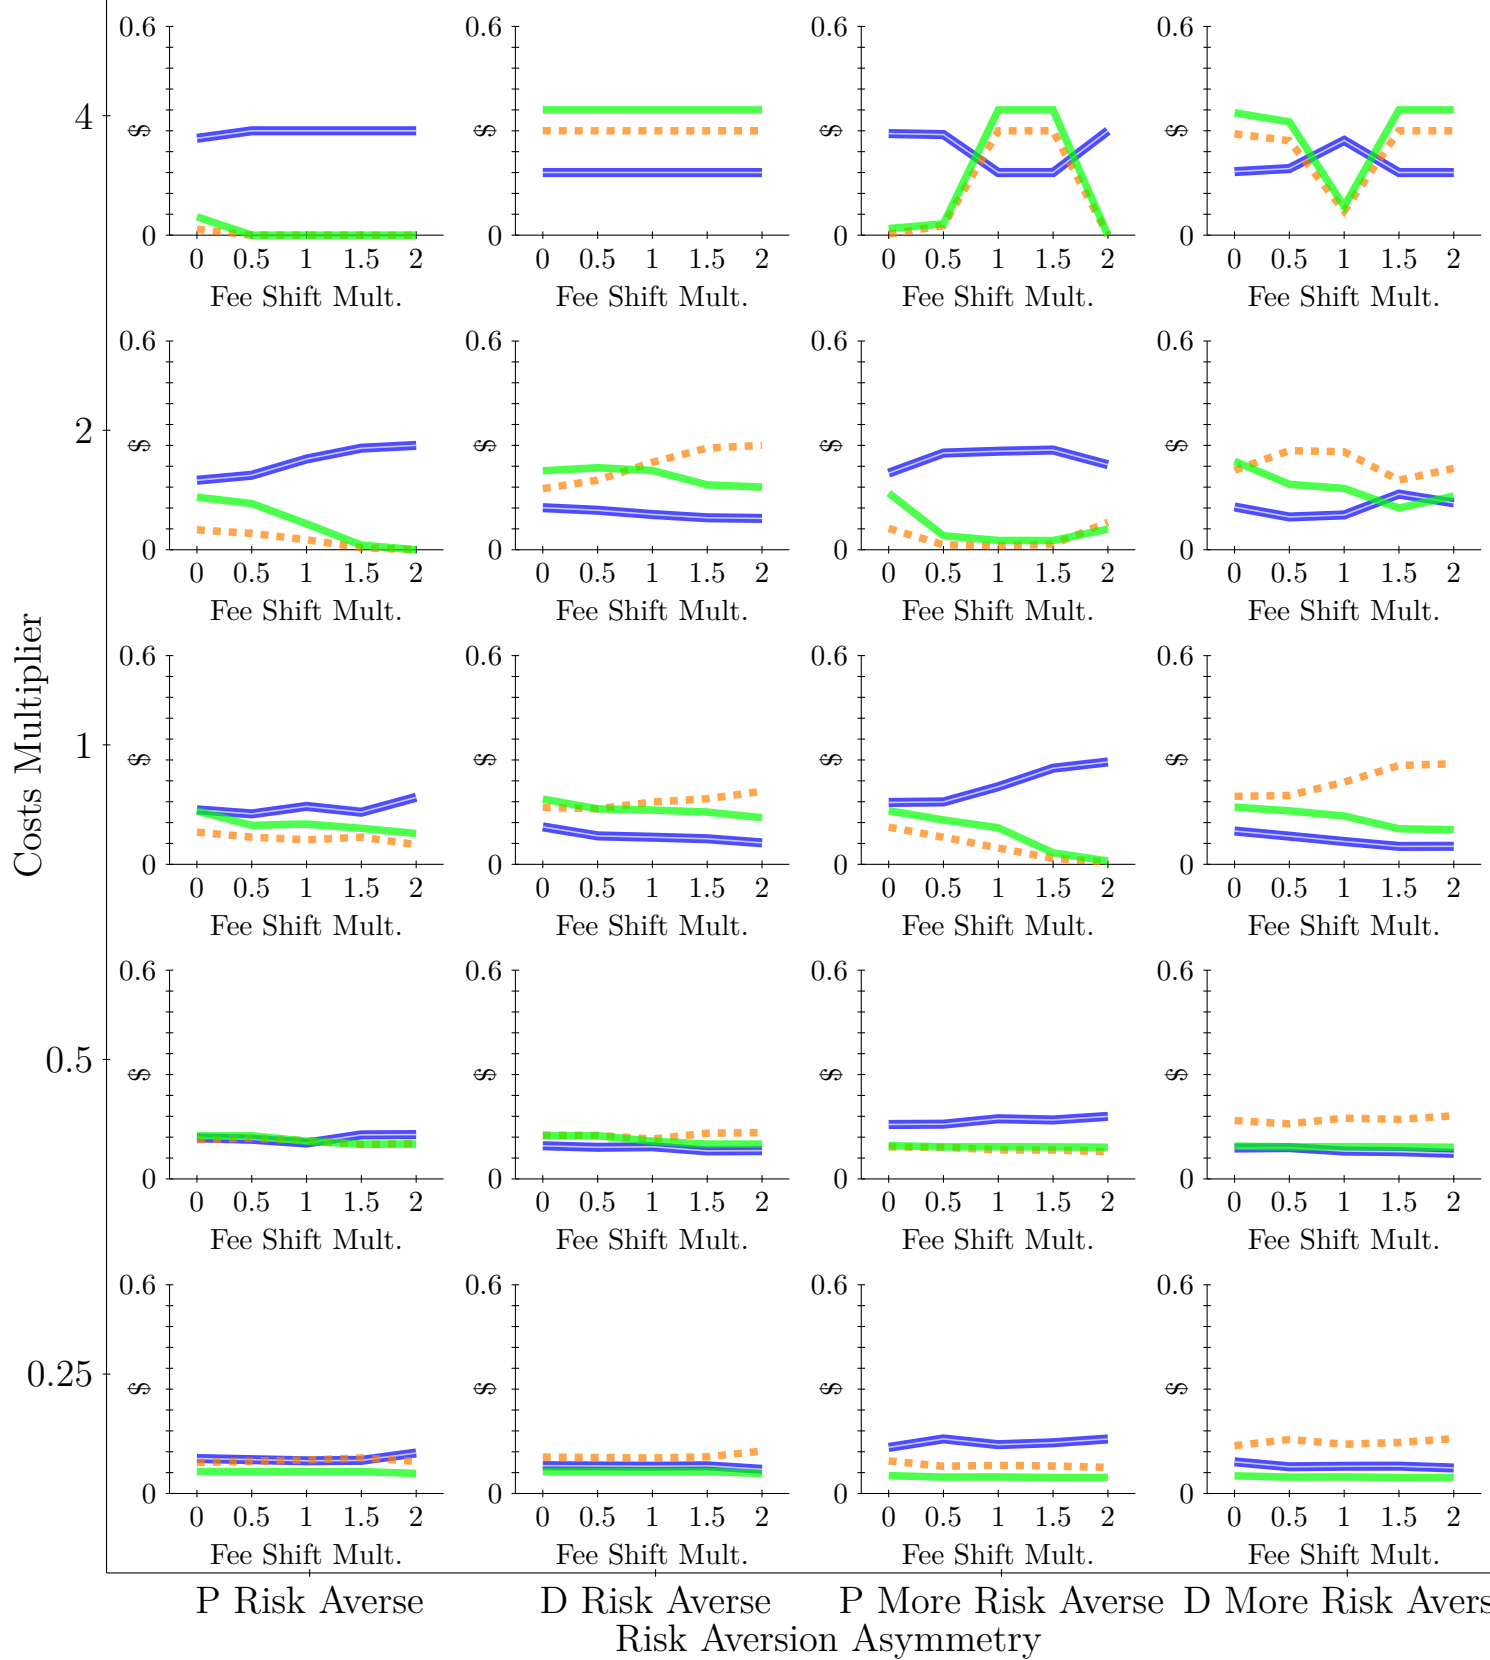 0.6 0.6 0.6 0.6
4 $ $ $ $
0 0 0 0
0 0.5 1 1.5 2 0 0.5 1 1.5 2 0 0.5 1 1.5 2 0 0.5 1 1.5 2
Fee Shift Mult. Fee Shift Mult. Fee Shift Mult. Fee Shift Mult.
0.6 0.6 0.6 0.6
2 $ $ $ $
0 0 0 0
0 0.5 1 1.5 2 0 0.5 1 1.5 2 0 0.5 1 1.5 2 0 0.5 1 1.5 2
Fee Shift Mult. Fee Shift Mult. Fee Shift Mult. Fee Shift Mult.
Costs Multiplier
0.6 0.6 0.6 0.6
1 $ $ $ $
0 0 0 0
0 0.5 1 1.5 2 0 0.5 1 1.5 2 0 0.5 1 1.5 2 0 0.5 1 1.5 2
Fee Shift Mult. Fee Shift Mult. Fee Shift Mult. Fee Shift Mult.
0.6 0.6 0.6 0.6
0.5 $ $ $ $
0 0 0 0
0 0.5 1 1.5 2 0 0.5 1 1.5 2 0 0.5 1 1.5 2 0 0.5 1 1.5 2
Fee Shift Mult. Fee Shift Mult. Fee Shift Mult. Fee Shift Mult.
0.6 0.6 0.6 0.6
0.25 $ $ $ $
0 0 0 0
0 0.5 1 1.5 2 0 0.5 1 1.5 2 0 0.5 1 1.5 2 0 0.5 1 1.5 2
Fee Shift Mult. Fee Shift Mult. Fee Shift Mult. Fee Shift Mult.
P Risk Averse D Risk Averse P More Risk Averse D More Risk Avers
Risk Aversion Asymmetry